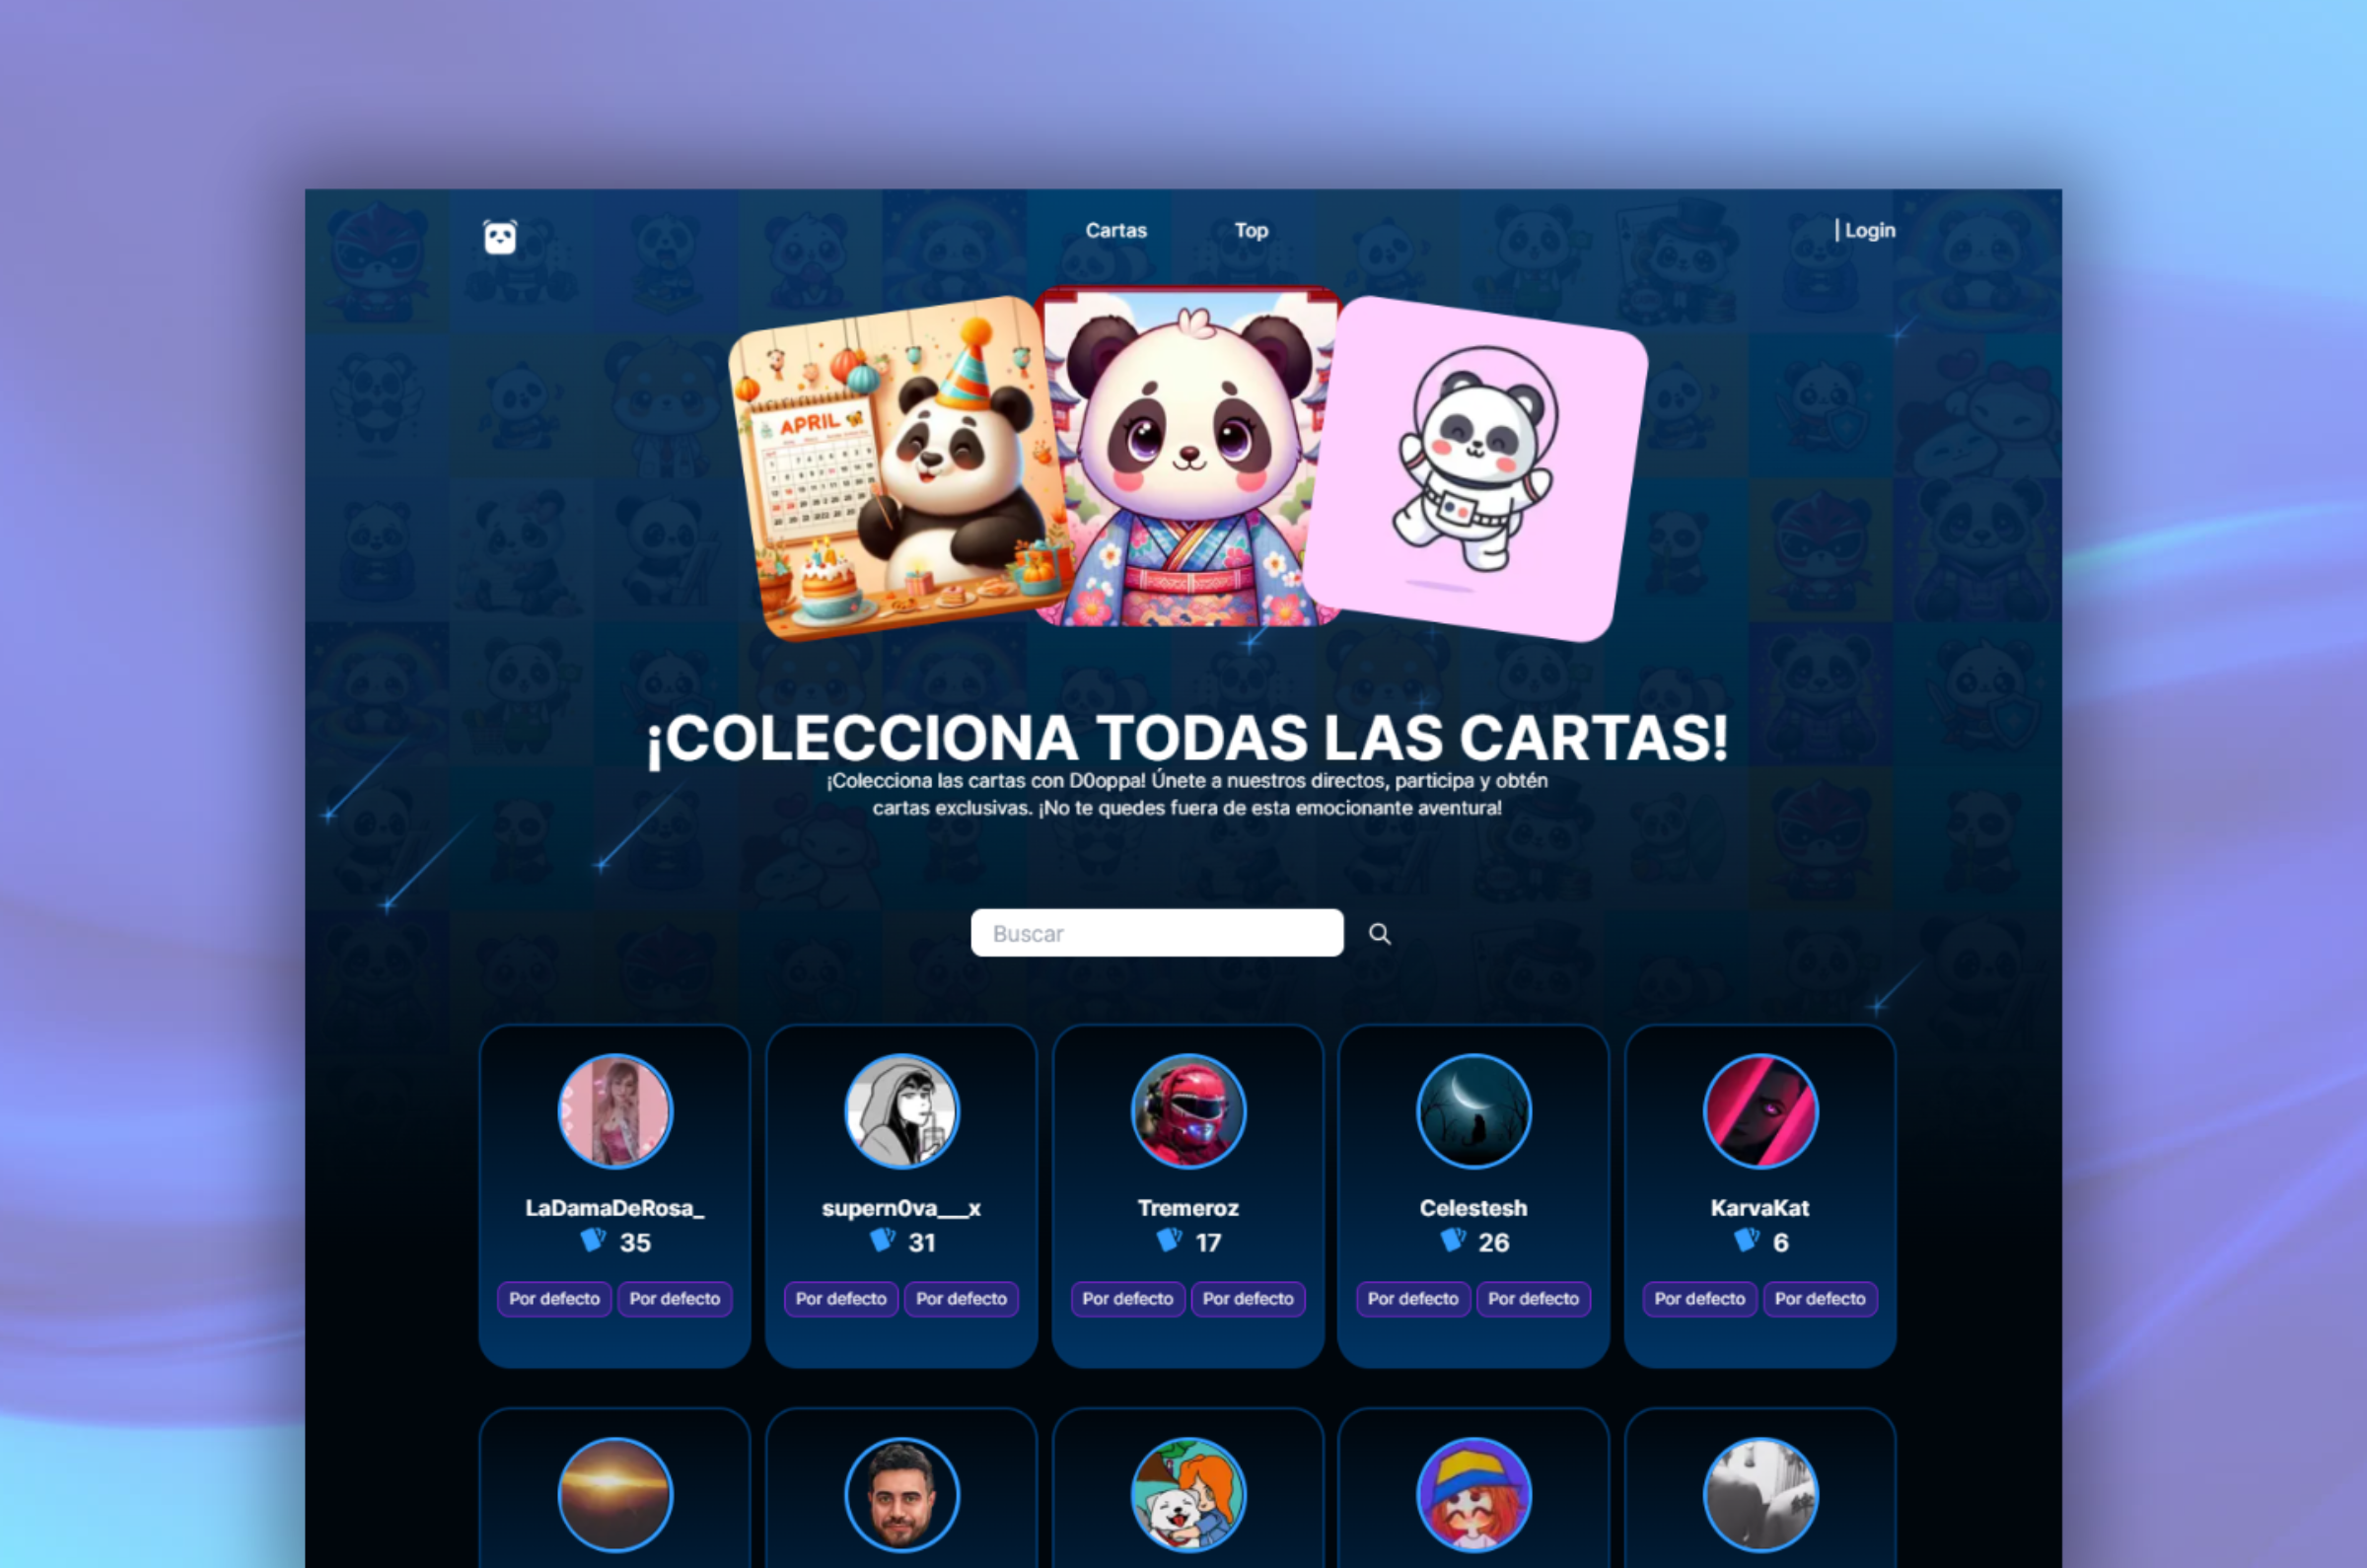 Cartas
Top
| Login
APRIL
¡COLECCIONA TODAS LAS CARTAS!
¡Colecciona las cartas con D0oppa! Únete a nuestros directos, participa y obtén
cartas exclusivas. ¡No te quedes fuera de esta emocionante aventura!
Buscar
LaDamaDeRosa_
35
Por defecto Por defecto
supern0va___x
31
Por defecto Por defecto
Tremeroz
17
Por defecto Por defecto
Celestesh
26
Por defecto Por defecto
KarvaKat
6
Por defecto Por defecto